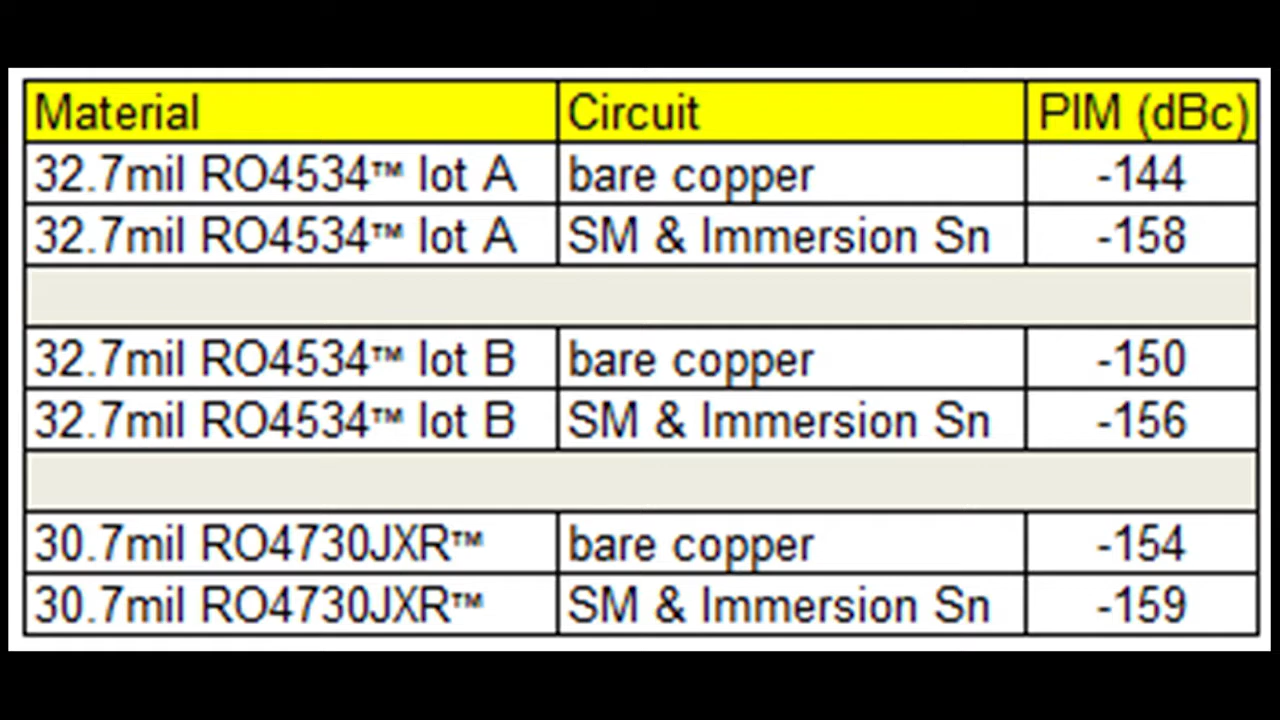 Material Circuit PIM (dBc)
32.7mil RO4534™ lot A bare copper -144
32.7mil RO4534™ lot A SM & Immersion Sn -158
32.7mil RO4534™ lot B bare copper -150
32.7mil RO4534™ lot B SM & Immersion Sn -156
30.7mil RO4730JXR™ bare copper -154
30.7mil RO4730JXR™ SM & Immersion Sn -159